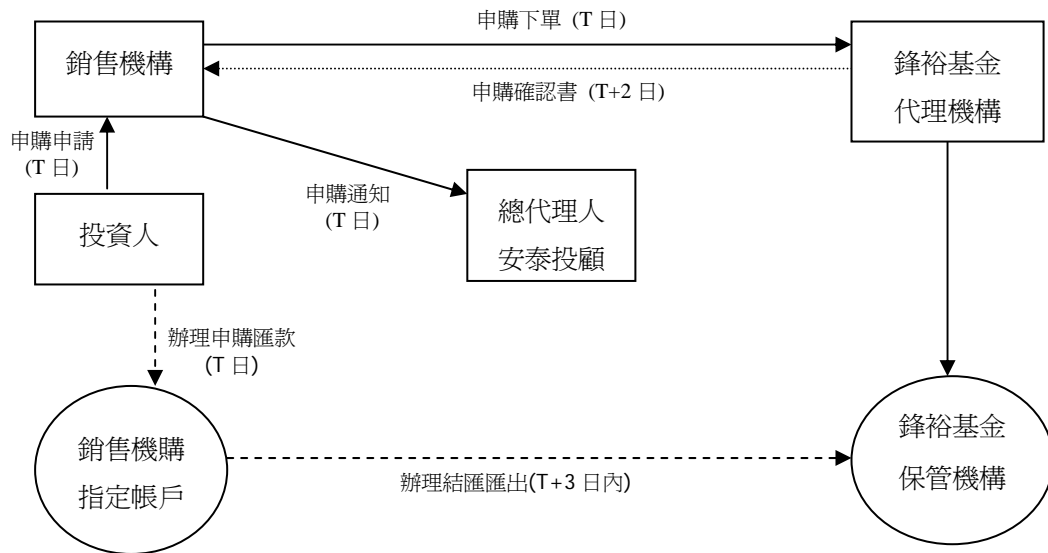 申購下單 (T 日)
銷售機構
鋒裕基金
代理機構
申購確認書 (T+2 日)
申購申請
(T 日)
申購通知
(T 日)
總代理人
安泰投顧
投資人
辦理申購匯款
(T 日)
銷售機購
指定帳戶
辦理結匯匯出(T+3 日內)
鋒裕基金
保管機構